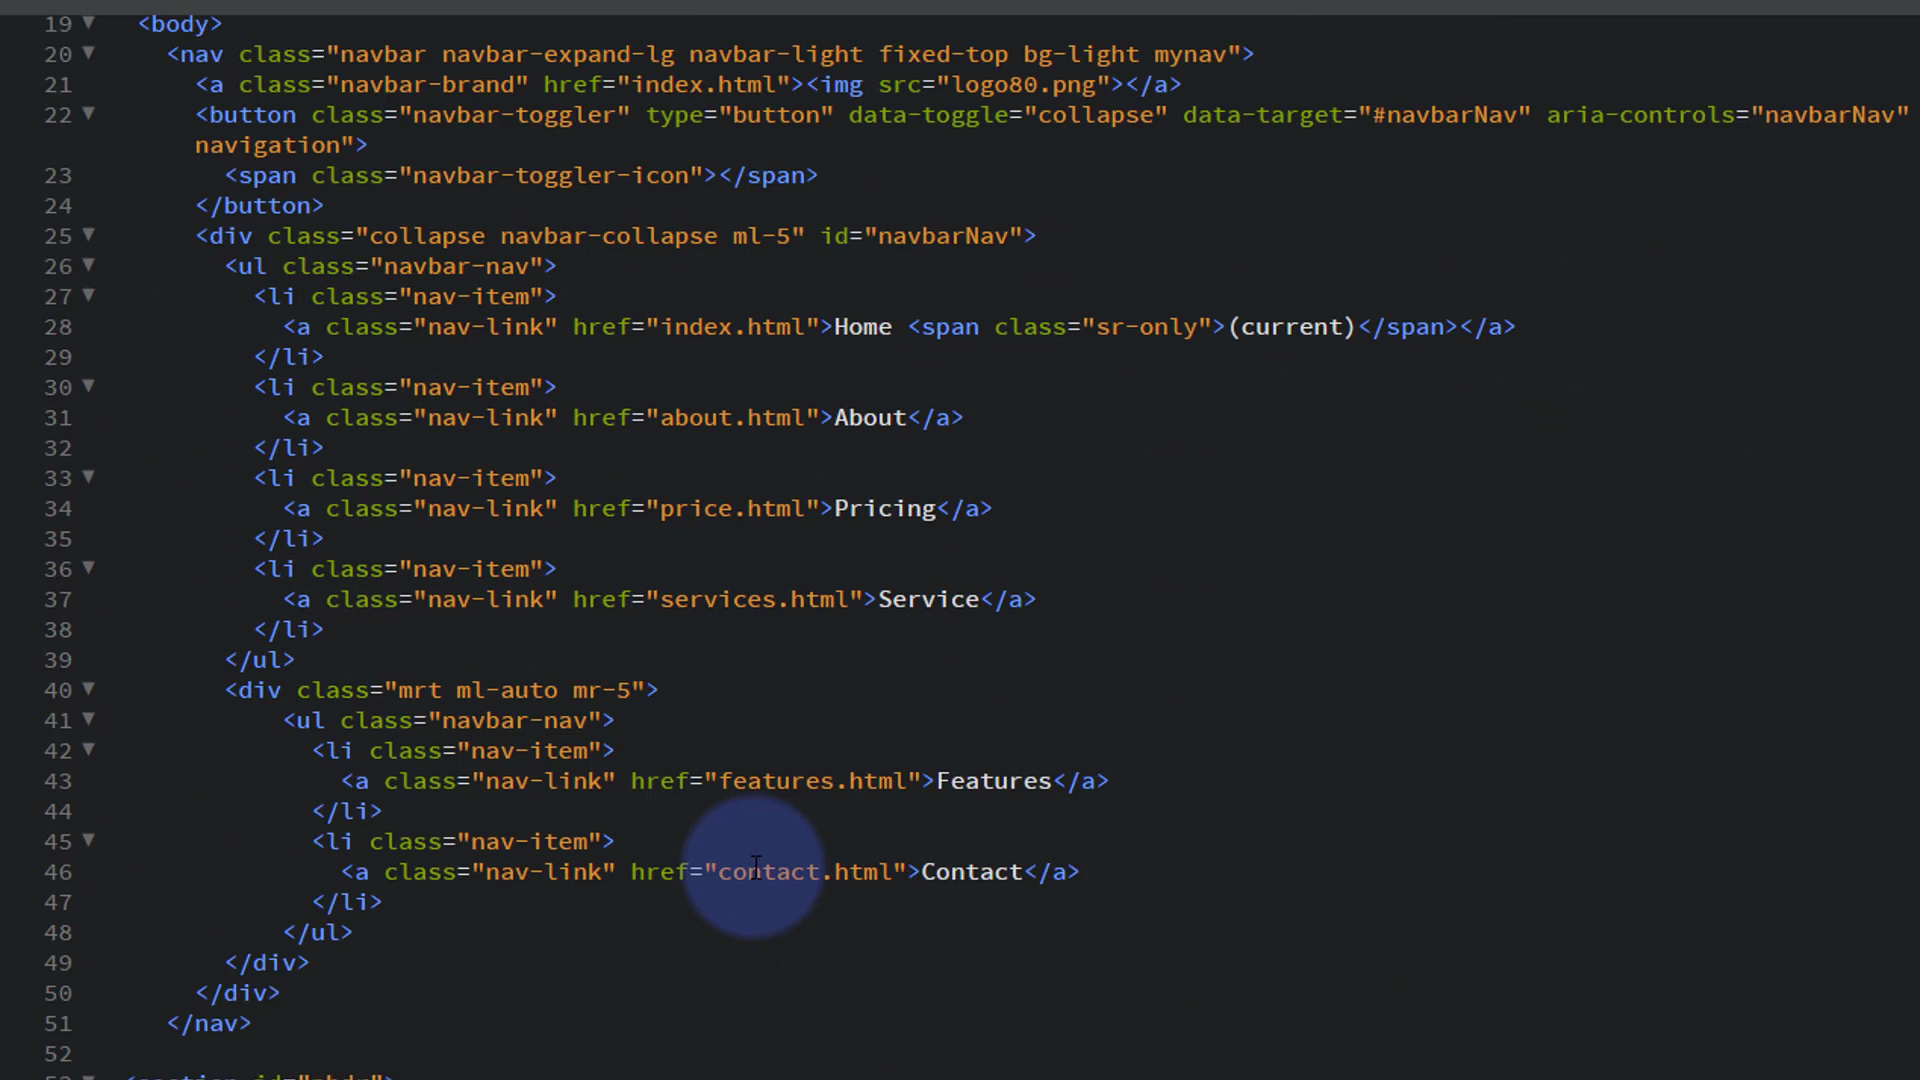 19 <body>
20 <nav class="navbar navbar-expand-lg navbar-light fixed-top bg-light mynav">
21 <a class="navbar-brand" href="index.html"><img src="logo80.png"></a>
22 <button class="navbar-toggler" type="button" data-toggle="collapse" data-target="#navbarNav" aria-controls="navbarNav"
navigation">
23 <span class="navbar-toggler-icon"></span>
24 </button>
25 <div class="collapse navbar-collapse ml-5" id="navbarNav">
26 <ul class="navbar-nav">
27 <li class="nav-item">
28 <a class="nav-link" href="index.html">Home <span class="sr-only">(current)</span></a>
29 </li>
30 <li class="nav-item">
31 <a class="nav-link" href="about.html">About</a>
32 </li>
33 <li class="nav-item">
34 <a class="nav-link" href="price.html">Pricing</a>
35 </li>
36 <li class="nav-item">
37 <a class="nav-link" href="services.html">Service</a>
38 </li>
39 </ul>
40 <div class="mrt ml-auto mr-5">
41 <ul class="navbar-nav">
42 <li class="nav-item">
43 <a class="nav-link" href="features.html">Features</a>
44 </li>
45 <li class="nav-item">
46 <a class="nav-link" href="contact.html">Contact</a>
47 </li>
48 </ul>
49 </div>
50 </div>
51 </nav>
52